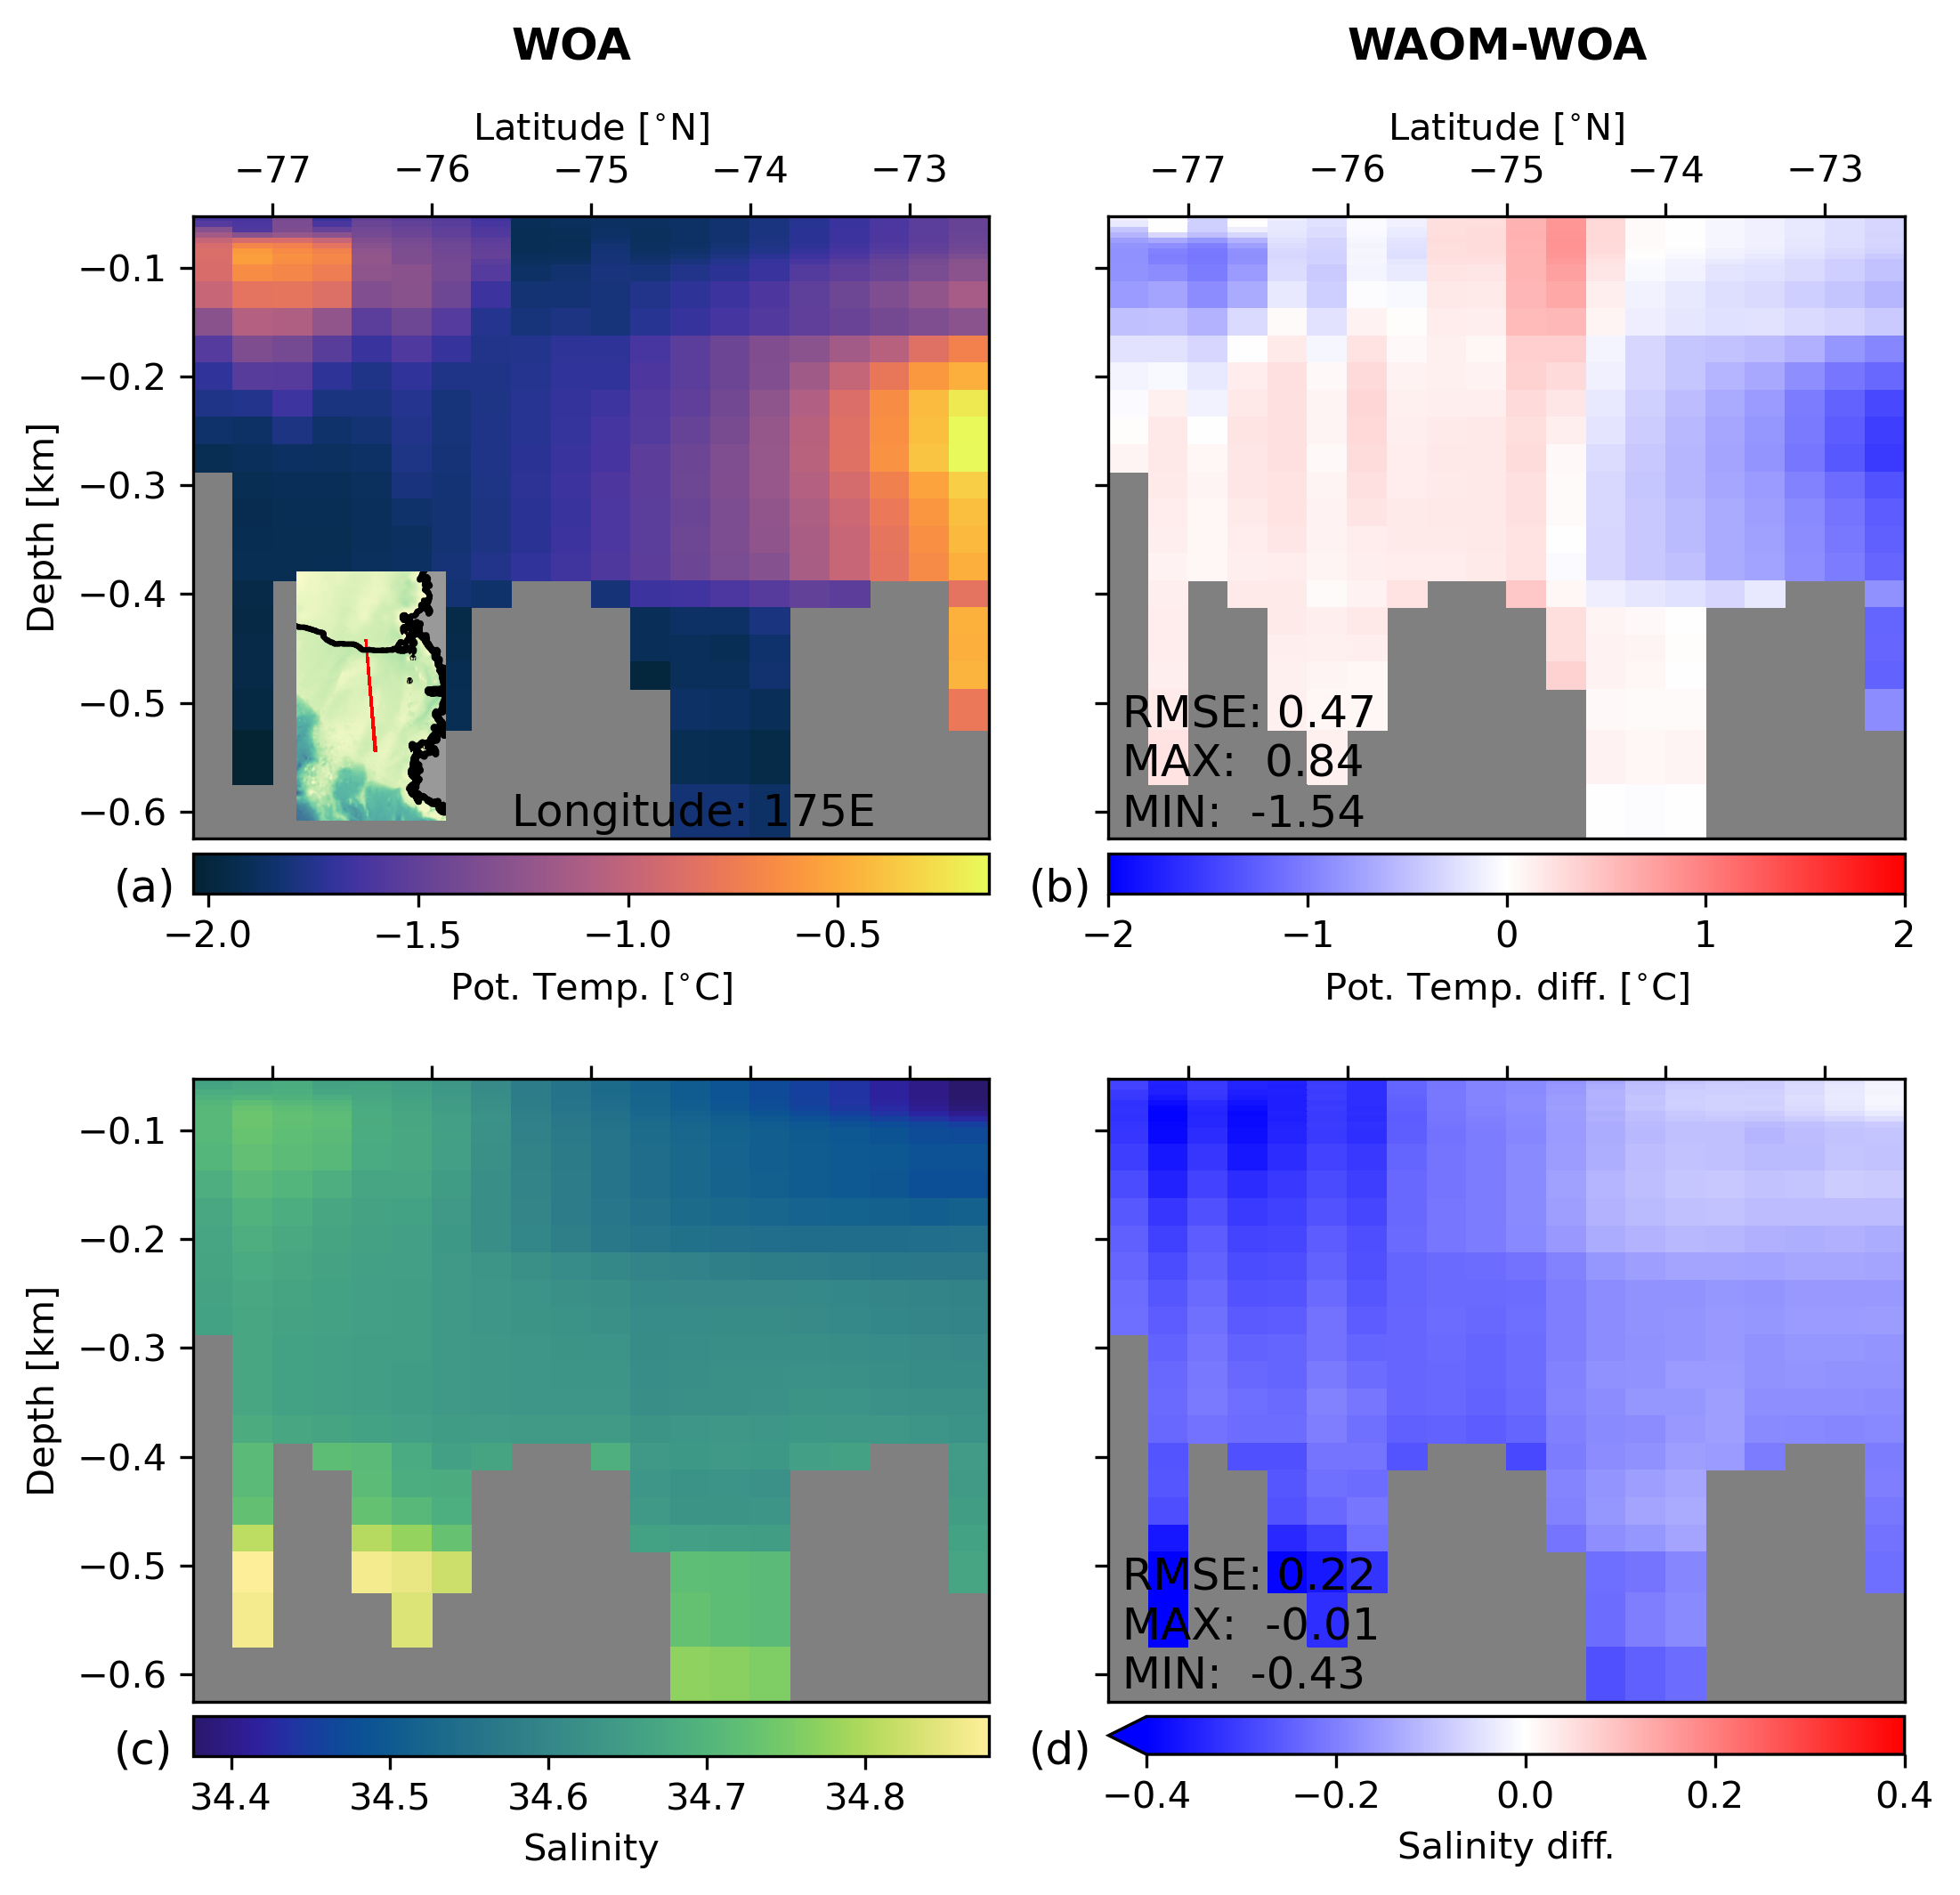 WOA
WAOM-WOA
Latitude [°N]
Latitude [°N]
−77 −76 −75 −74 −73
−77 −76 −75 −74 −73
Depth [km]
−0.1
−0.2
−0.3
−0.4
−0.5
−0.6
Longitude: 175E
RMSE: 0.47
MAX: 0.84
MIN: -1.54
(a)
−2.0 −1.5 −1.0 −0.5
Pot. Temp. [°C]
(b)
−2 −1 0 1 2
Pot. Temp. diff. [°C]
Depth [km]
−0.1
−0.2
−0.3
−0.4
−0.5
−0.6
RMSE: 0.22
MAX: -0.01
MIN: -0.43
(c)
34.4 34.5 34.6 34.7 34.8
Salinity
(d)
−0.4 −0.2 0.0 0.2 0.4
Salinity diff.